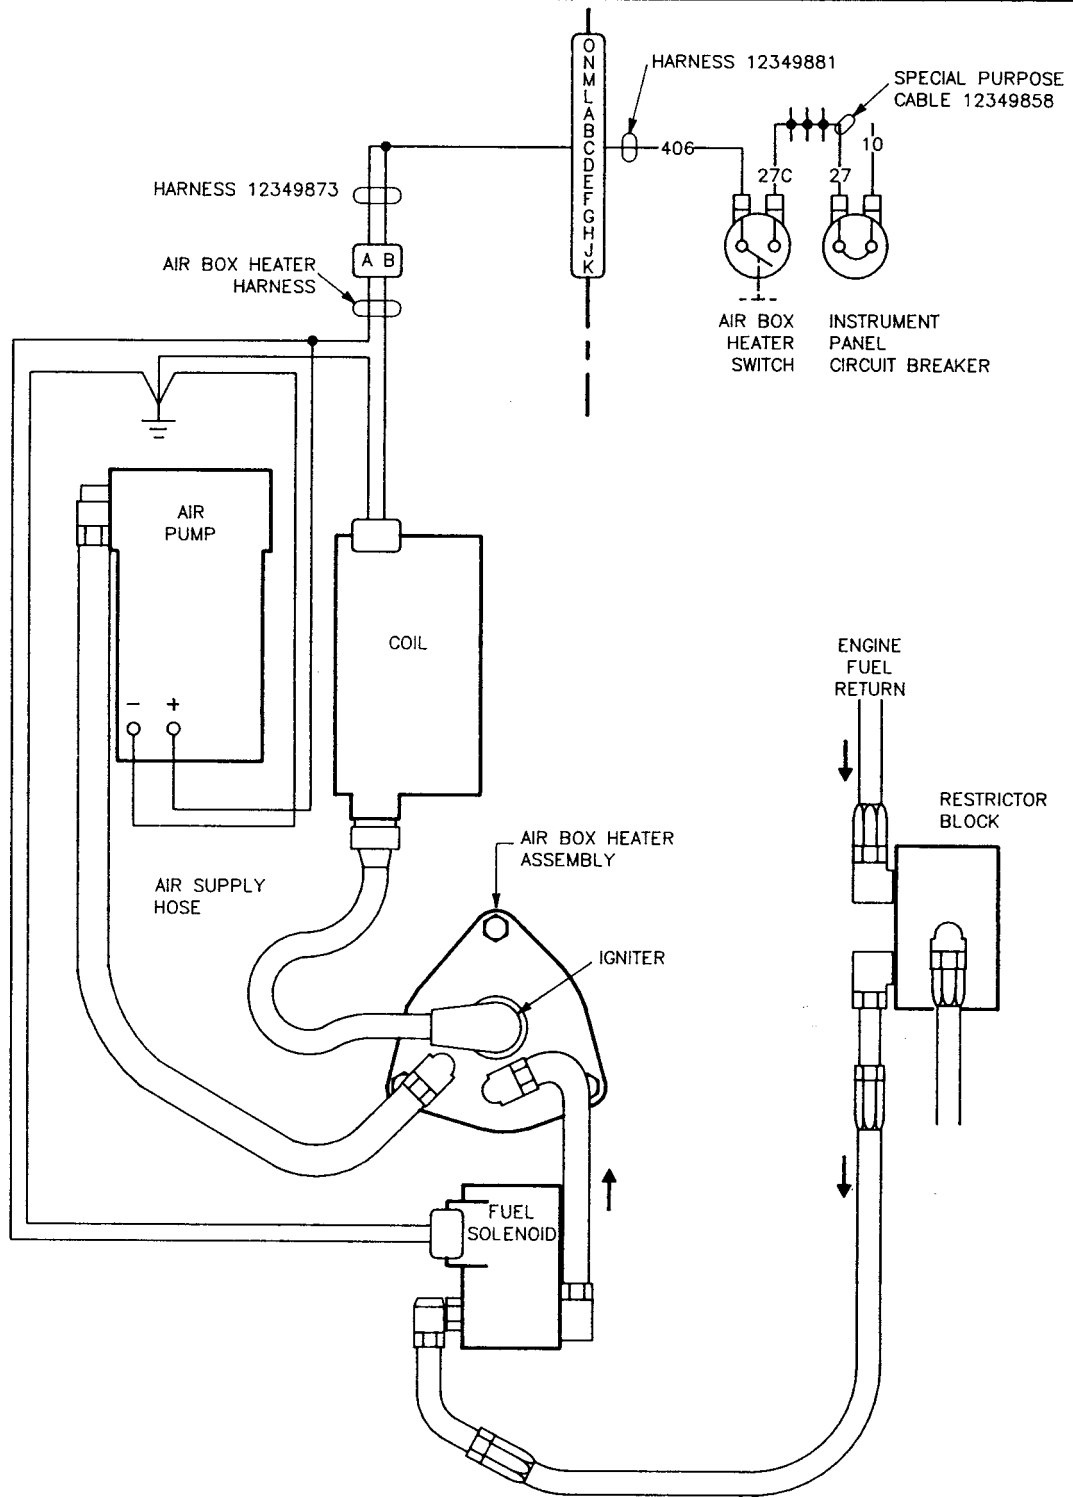 O
N
M
L
A
B
C
D
E
F
G
H
J
K
HARNESS 12349881
SPECIAL PURPOSE
CABLE 12349858
406
27C
27
10
HARNESS 12349873
A B
AIR BOX HEATER
HARNESS
AIR BOX
HEATER
SWITCH
INSTRUMENT
PANEL
CIRCUIT BREAKER
AIR
PUMP
- +
COIL
ENGINE
FUEL
RETURN
RESTRICTOR
BLOCK
AIR BOX HEATER
ASSEMBLY
AIR SUPPLY
HOSE
IGNITER
FUEL
SOLENOID